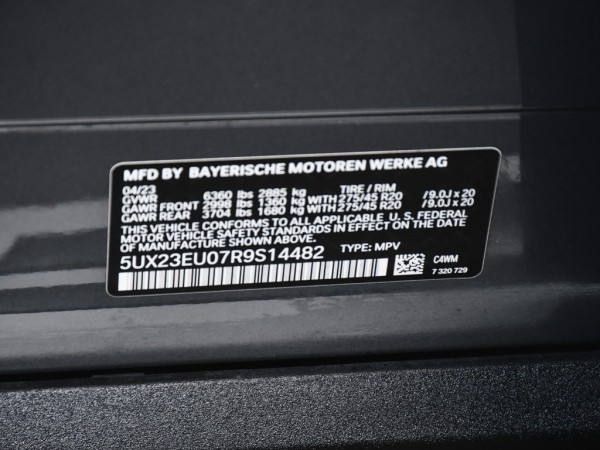 MFD BY BAYERISCHE MOTOREN WERKE AG
04/23 TIRE / RIM
GVWR 6360 lbs 2885 kg
GAWR FRONT 2998 lbs 1360 kg WITH 275/45 R20 /9.0J x 20
GAWR REAR 3704 lbs 1680 kg WITH 275/45 R20 /9.0J x 20
THIS VEHICLE CONFORMS TO ALL APPLICABLE U. S. FEDERAL
MOTOR VEHICLE SAFETY STANDARDS IN EFFECT ON THE DATE
OF MANUFACTURE SHOWN ABOVE.
5UX23EU07R9S14482 TYPE: MPV
C4WM
7 320 729